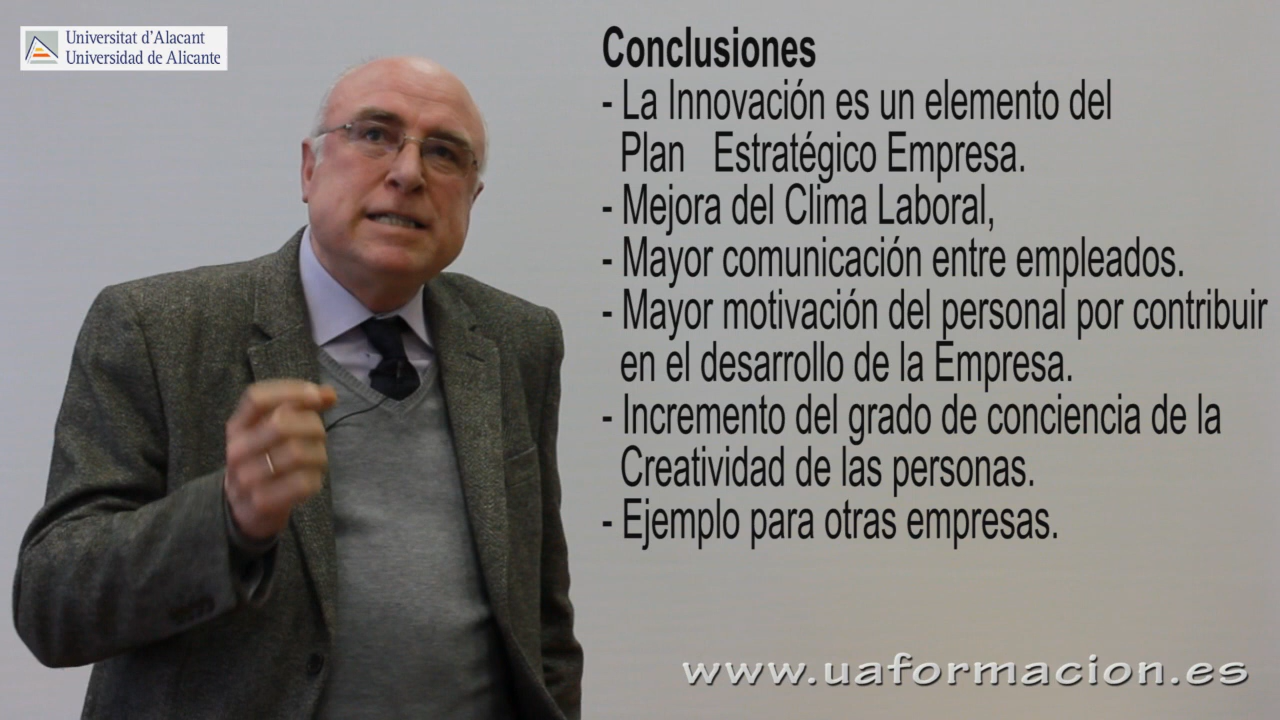 Universitat d'Alacant
Universidad de Alicante
Conclusiones
- La Innovación es un elemento del
Plan Estratégico Empresa.
- Mejora del Clima Laboral,
- Mayor comunicación entre empleados.
- Mayor motivación del personal por contribuir
en el desarrollo de la Empresa.
- Incremento del grado de conciencia de la
Creatividad de las personas.
- Ejemplo para otras empresas.
www.uaformacion.es